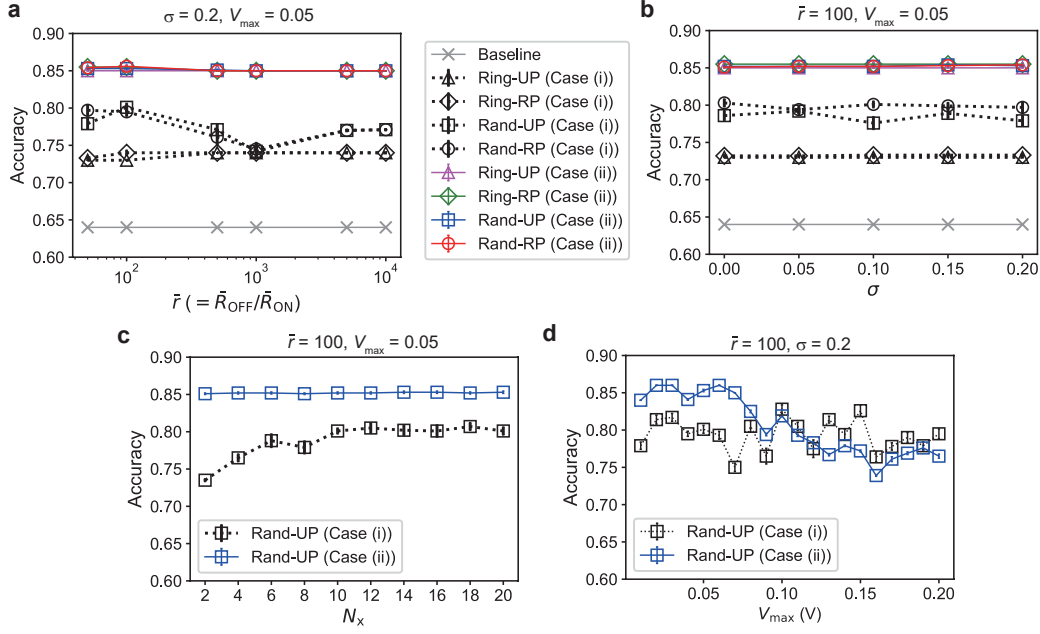 a
σ = 0.2, V_max = 0.05
0.90
0.85
0.80
0.75
0.70
0.65
0.60
Accuracy
10²
10³
10⁴
r̄ (= R̄_OFF/R̄_ON)
Baseline
Ring-UP (Case (i))
Ring-RP (Case (i))
Rand-UP (Case (i))
Rand-RP (Case (i))
Ring-UP (Case (ii))
Ring-RP (Case (ii))
Rand-UP (Case (ii))
Rand-RP (Case (ii))
b
r̄ = 100, V_max = 0.05
0.90
0.85
0.80
0.75
0.70
0.65
0.60
Accuracy
0.00 0.05 0.10 0.15 0.20
σ
c
r̄ = 100, V_max = 0.05
0.90
0.85
0.80
0.75
0.70
0.65
0.60
Accuracy
Rand-UP (Case (i))
Rand-UP (Case (ii))
2 4 6 8 10 12 14 16 18 20
N_x
d
r̄ = 100, σ = 0.2
0.90
0.85
0.80
0.75
0.70
0.65
0.60
Accuracy
Rand-UP (Case (i))
Rand-UP (Case (ii))
0.05 0.10 0.15 0.20
V_max (V)